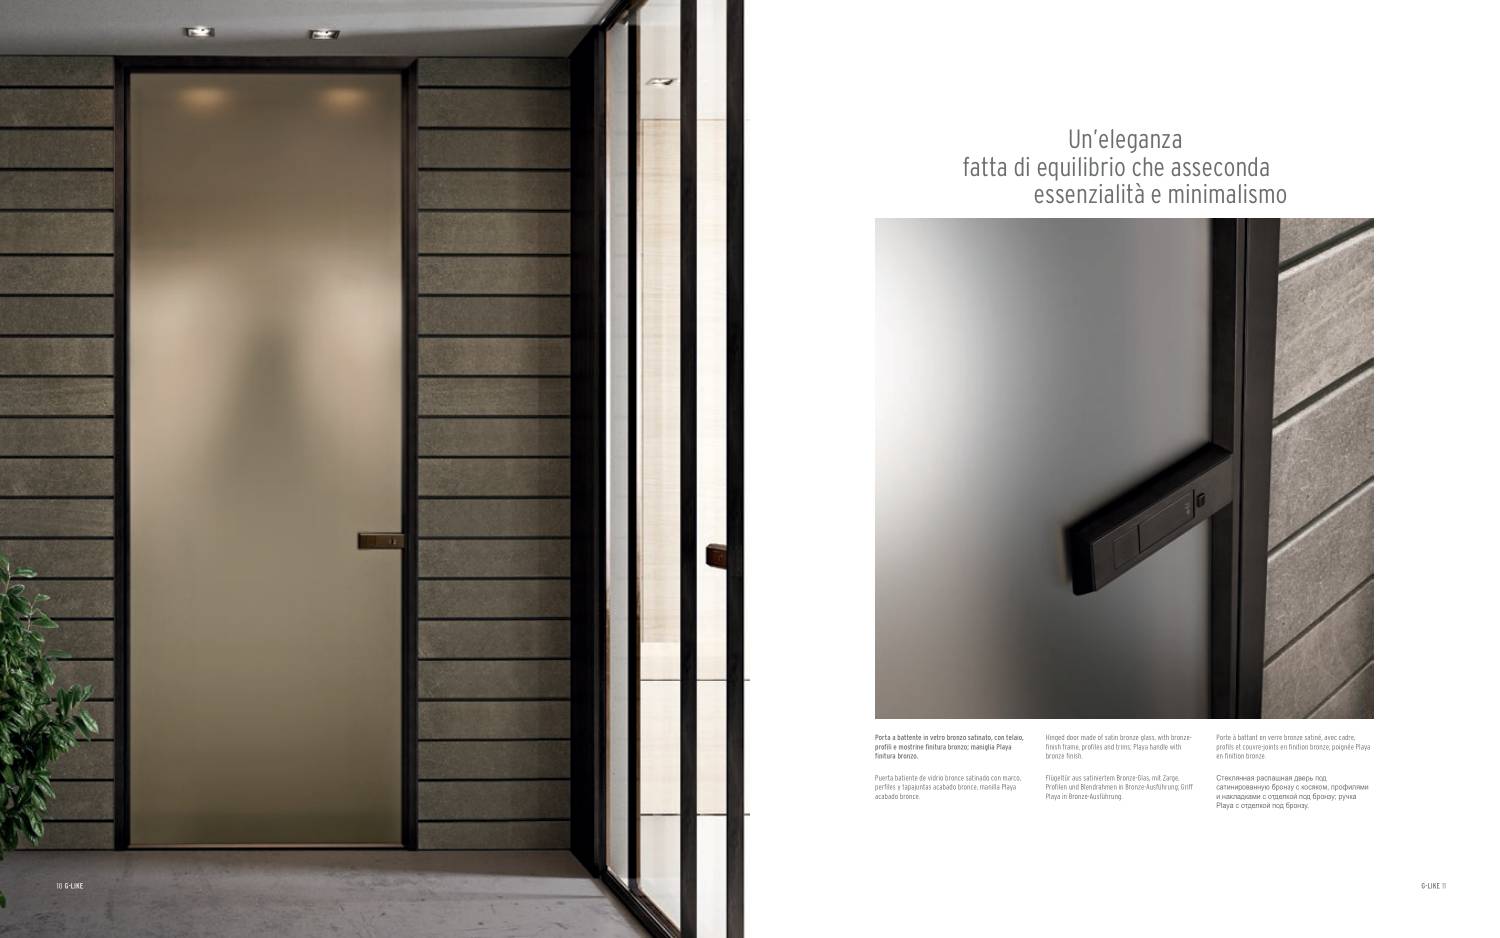 Un'eleganza
fatta di equilibrio che asseconda
essenzialità e minimalismo
Porta a battente in vetro bronzo satinato, con telaio,
profili e mostrine finitura bronzo; maniglia Playa
finitura bronzo.
Puerta batiente de vidrio bronce satinado con marco,
perfiles y tapajuntas acabado bronce, manilla Playa
acabado bronce.
Hinged door made of satin bronze glass, with bronze-
finish frame, profiles and trims; Playa handle with
bronze finish.
Flügeltür aus satiniertem Bronze-Glas, mit Zarge,
Profilen und Blendrahmen in Bronze-Ausführung; Griff
Playa in Bronze-Ausführung.
Porte à battant en verre bronze satiné, avec cadre,
profils et couvre-joints en finition bronze; poignée Playa
en finition bronze.
Стеклянная распашная дверь под
сатинированную бронзу с косяком, профилями
и накладками с отделкой под бронзу; ручка
Playa с отделкой под бронзу.
10 G-LIKE
G-LIKE 11